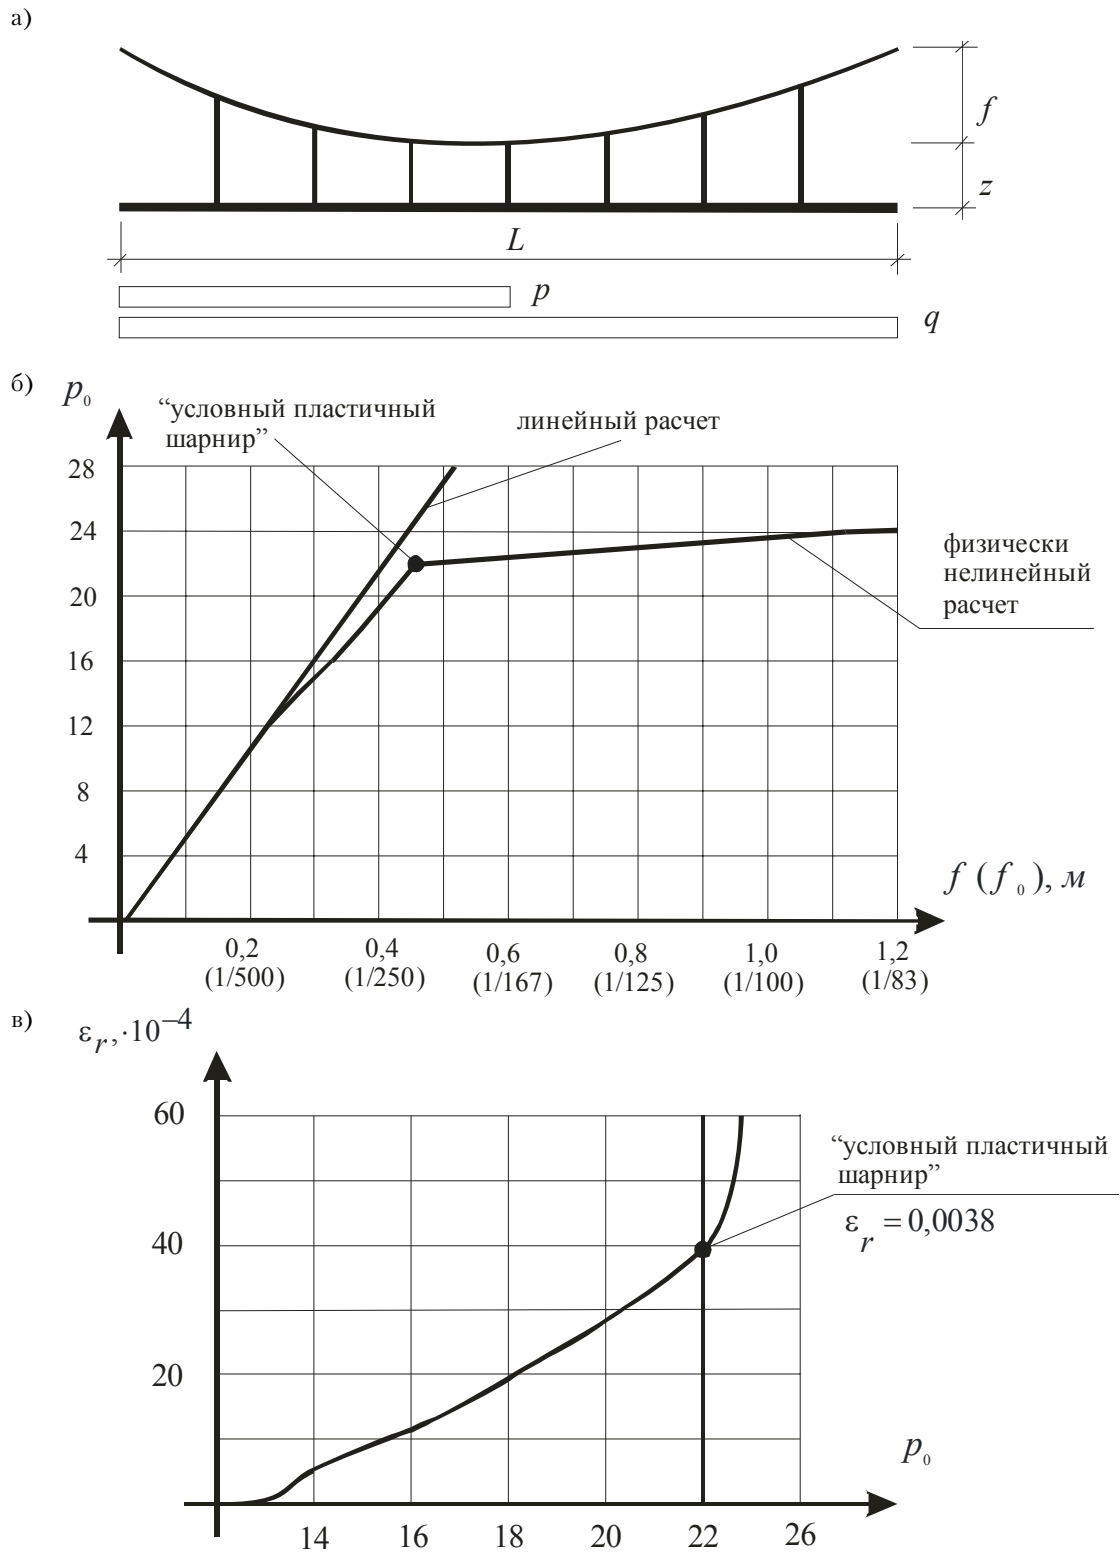 а)
f
z
L
p
q
б)
p₀
“условный пластичный
шарнир”
линейный расчет
28
24
20
16
12
8
4
физически
нелинейный
расчет
f (f₀), м
0,2 0,4 0,6 0,8 1,0 1,2
(1/500) (1/250) (1/167) (1/125) (1/100) (1/83)
в)
εr, ·10⁻⁴
60
40
20
“условный пластичный
шарнир”
εr = 0,0038
p₀
14 16 18 20 22 26